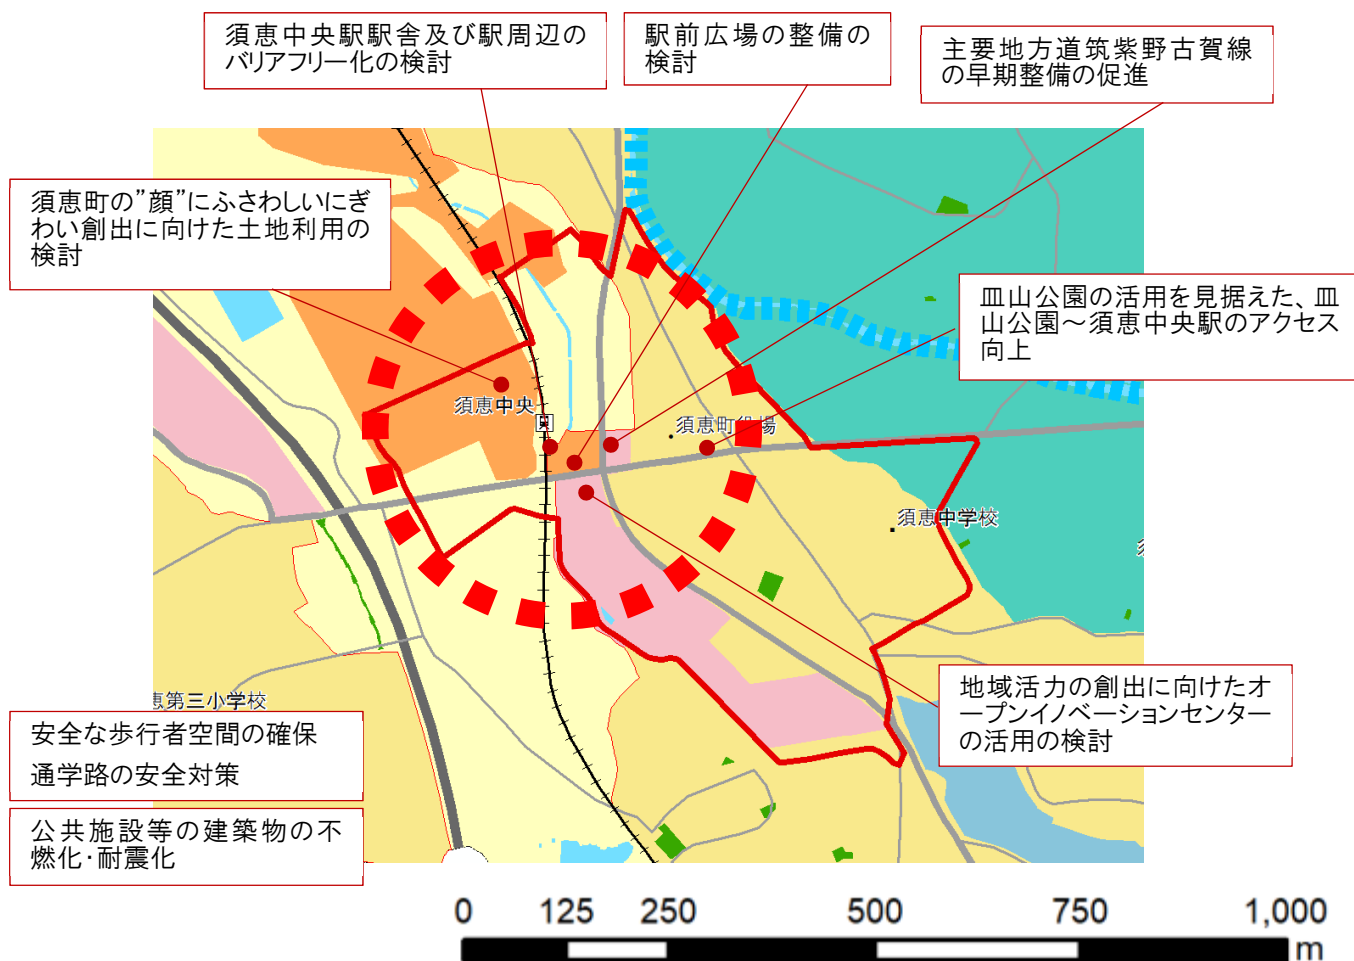 須恵中央駅駅舎及び駅周辺の
バリアフリー化の検討
駅前広場の整備の
検討
主要地方道筑紫野古賀線
の早期整備の促進
須恵町の”顔”にふさわしいにぎ
わい創出に向けた土地利用の
検討
皿山公園の活用を見据えた、皿
山公園～須恵中央駅のアクセス
向上
須恵中央
須恵町役場
須恵中学校
恵第三小学校
地域活力の創出に向けたオ
ープンイノベーションセンター
の活用の検討
安全な歩行者空間の確保
通学路の安全対策
公共施設等の建築物の不
燃化・耐震化
0 125 250 500 750 1,000
m